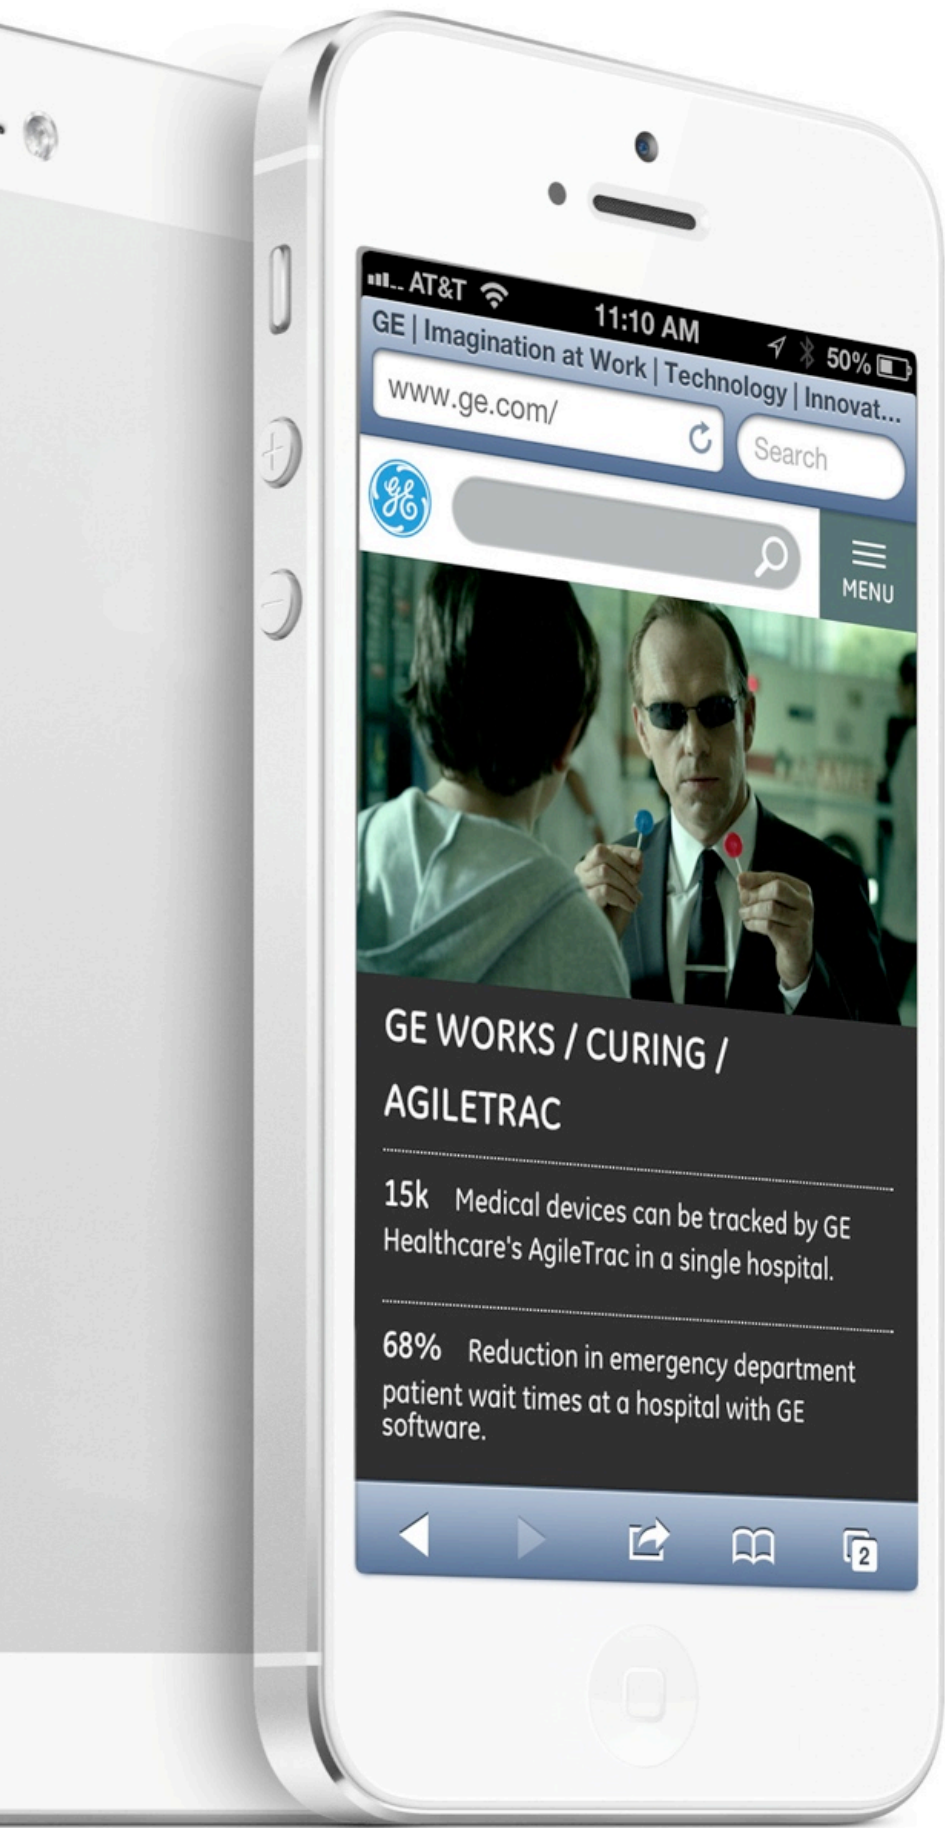 AT&T 11:10 AM 50%
GE | Imagination at Work | Technology | Innovat...
www.ge.com/ Search
GE
MENU
GE WORKS / CURING /
AGILETRAC
15k Medical devices can be tracked by GE
Healthcare's AgileTrac in a single hospital.
68% Reduction in emergency department
patient wait times at a hospital with GE
software.
2